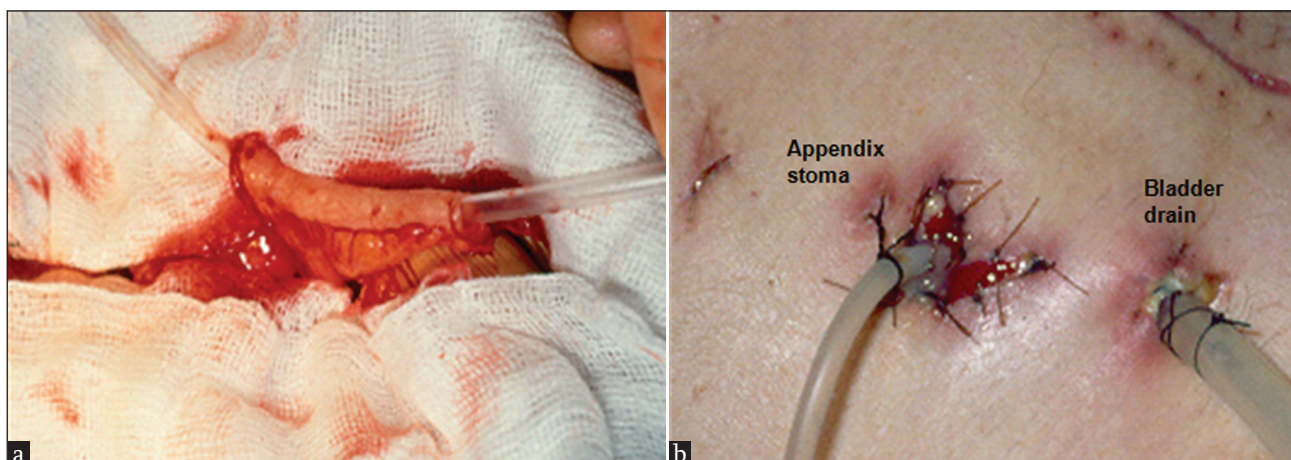 Appendix
stoma
Bladder
drain
a
b